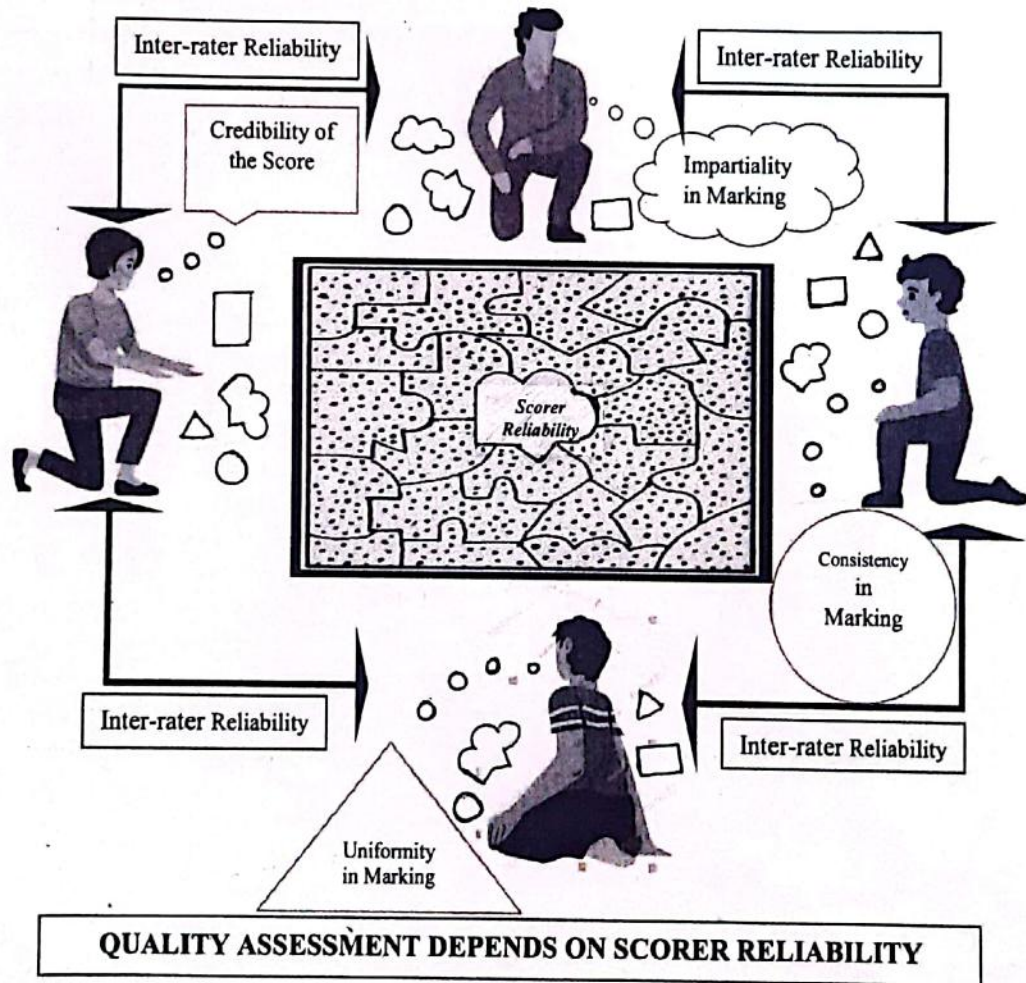 Inter-rater Reliability
Inter-rater Reliability
Credibility of
the Score
Impartiality
in Marking
Scorer
Reliability
Consistency
in
Marking
Inter-rater Reliability
Inter-rater Reliability
Uniformity
in Marking
QUALITY ASSESSMENT DEPENDS ON SCORER RELIABILITY